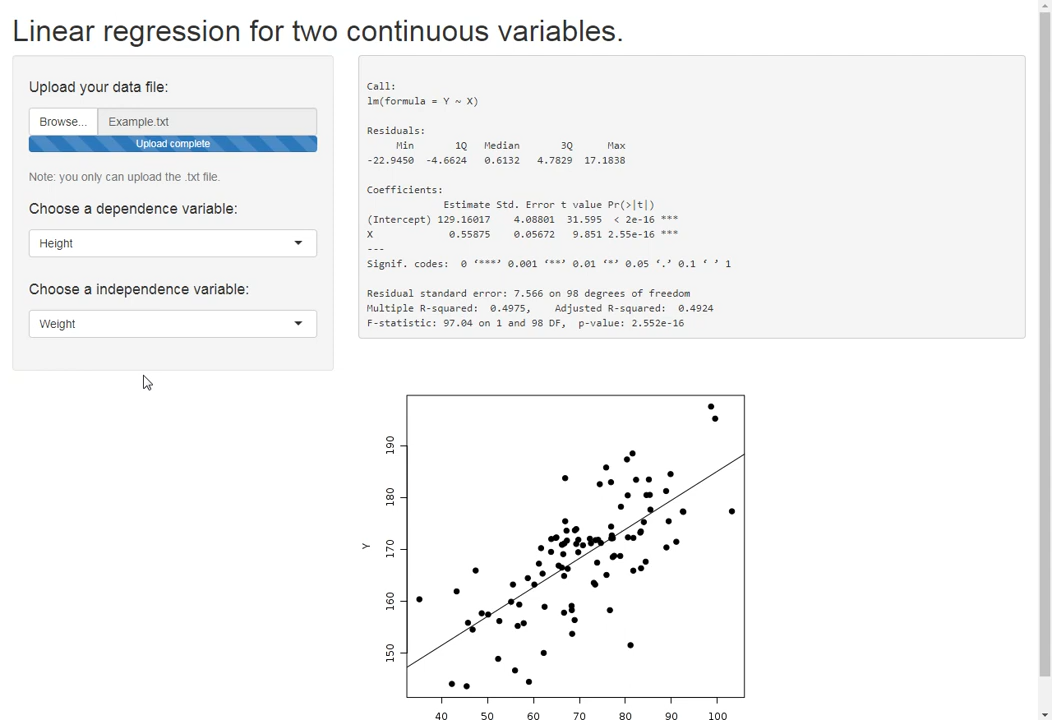 Linear regression for two continuous variables.
Upload your data file:
Browse... Example.txt
Upload complete
Note: you only can upload the .txt file.
Choose a dependence variable:
Height
Choose a independence variable:
Weight
Call:
lm(formula = Y ~ X)
Residuals:
Min 1Q Median 3Q Max
-22.9450 -4.6624 0.6132 4.7829 17.1838
Coefficients:
Estimate Std. Error t value Pr(>|t|)
(Intercept) 129.16017 4.08801 31.595 < 2e-16 ***
X 0.55875 0.05672 9.851 2.55e-16 ***
---
Signif. codes: 0 ‘***’ 0.001 ‘**’ 0.01 ‘*’ 0.05 ‘.’ 0.1 ‘ ’ 1
Residual standard error: 7.566 on 98 degrees of freedom
Multiple R-squared: 0.4975, Adjusted R-squared: 0.4924
F-statistic: 97.04 on 1 and 98 DF, p-value: 2.552e-16
190
180
170
160
150
Y
40 50 60 70 80 90 100